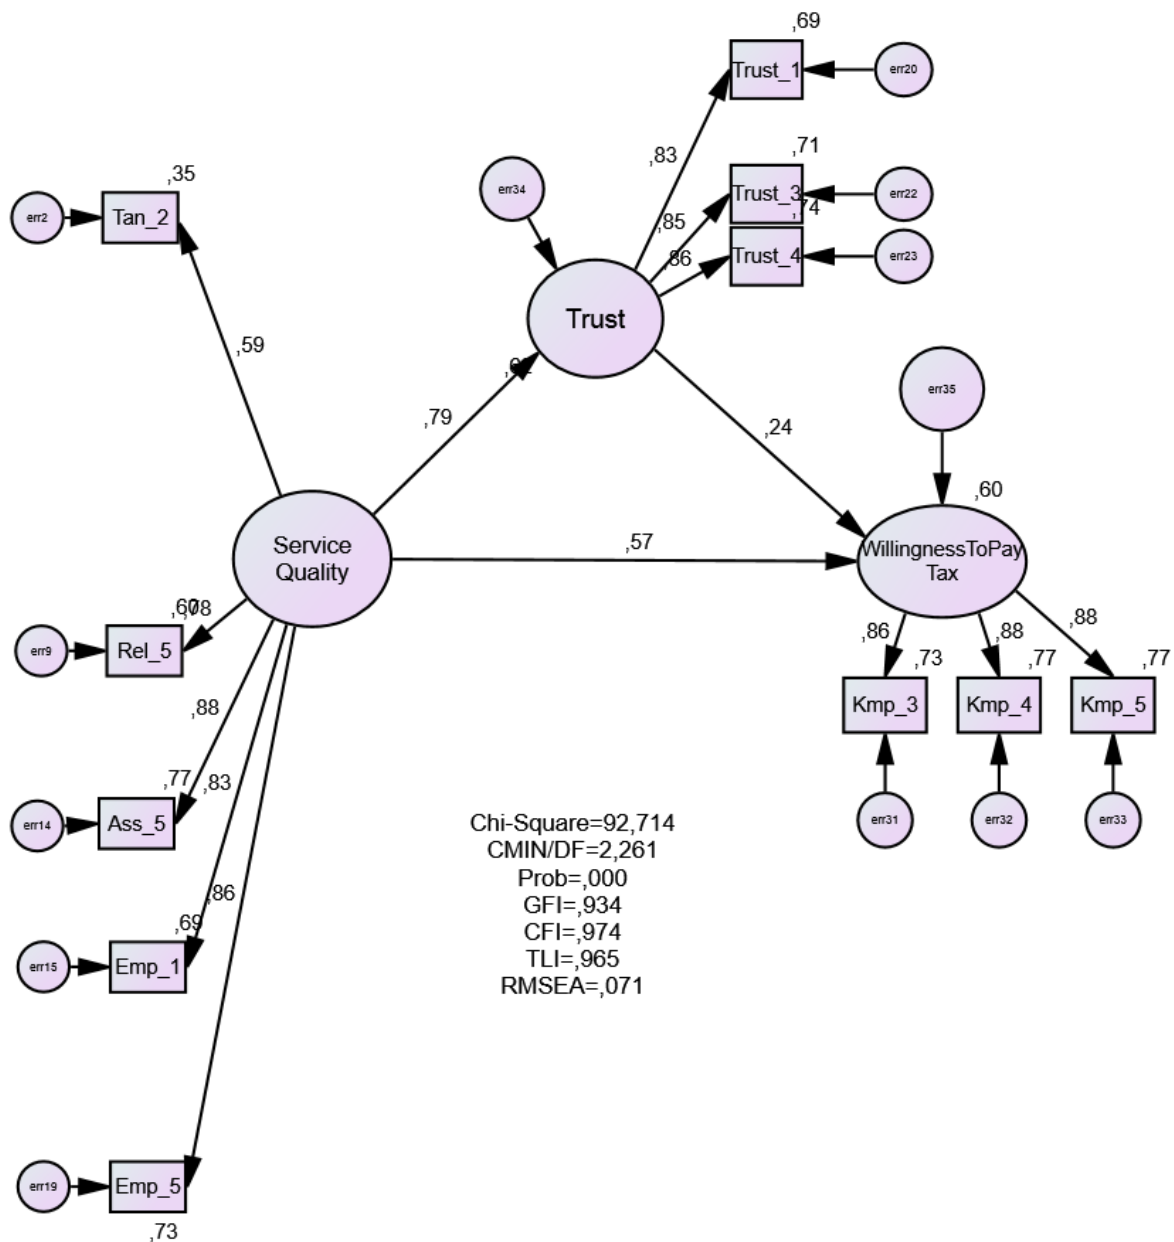 ,69
Trust_1
err20
,83
,71
,35
err34
Trust_3
err22
err2
Tan_2
,74
,85
,86
Trust_4
err23
Trust
,59
err35
,79
,24
,60
Service
Quality
,57
WillingnessToPay
Tax
,60
,78
,86
,88
,88
err9
Rel_5
,73
,77
,77
Kmp_3
Kmp_4
Kmp_5
,88
,77
,83
err14
Ass_5
err31
err32
err33
Chi-Square=92,714
CMIN/DF=2,261
Prob=,000
GFI=,934
CFI=,974
TLI=,965
RMSEA=,071
,86
,69
err15
Emp_1
err19
Emp_5
,73